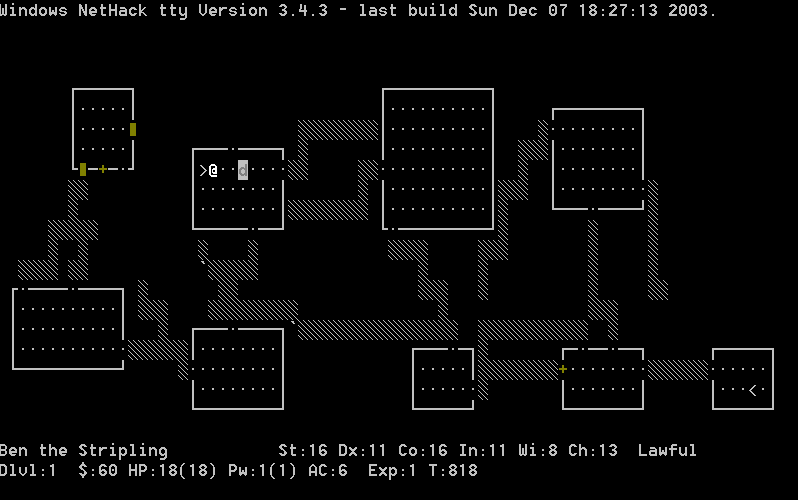 Windows NetHack tty Version 3.4.3 - last build Sun Dec 07 18:27:13 2003.
>@ d
<
Ben the Stripling St:16 Dx:11 Co:16 In:11 Wi:8 Ch:13 Lawful
Dlvl:1 $:60 HP:18(18) Pw:1(1) AC:6 Exp:1 T:818